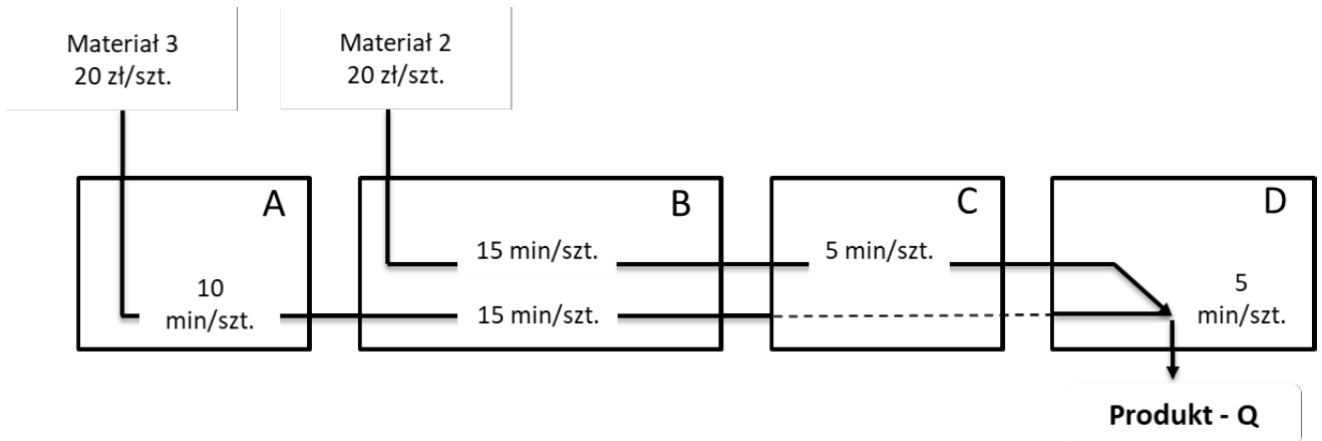 Materiał 3
20 zł/szt.
Materiał 2
20 zł/szt.
A
B
C
D
15 min/szt.
5 min/szt.
10
min/szt.
15 min/szt.
5
min/szt.
Produkt - Q